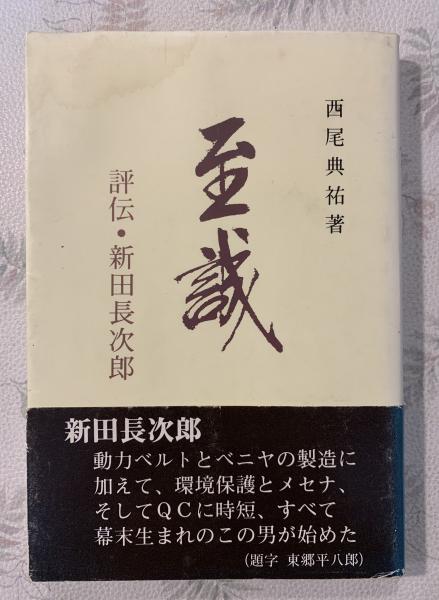 西尾典祐著
至誠
評伝・新田長次郎
新田長次郎
動力ベルトとベニヤの製造に
加えて、環境保護とメセナ、
そしてQCに時短、すべて
幕末生まれのこの男が始めた
(題字 東郷平八郎)